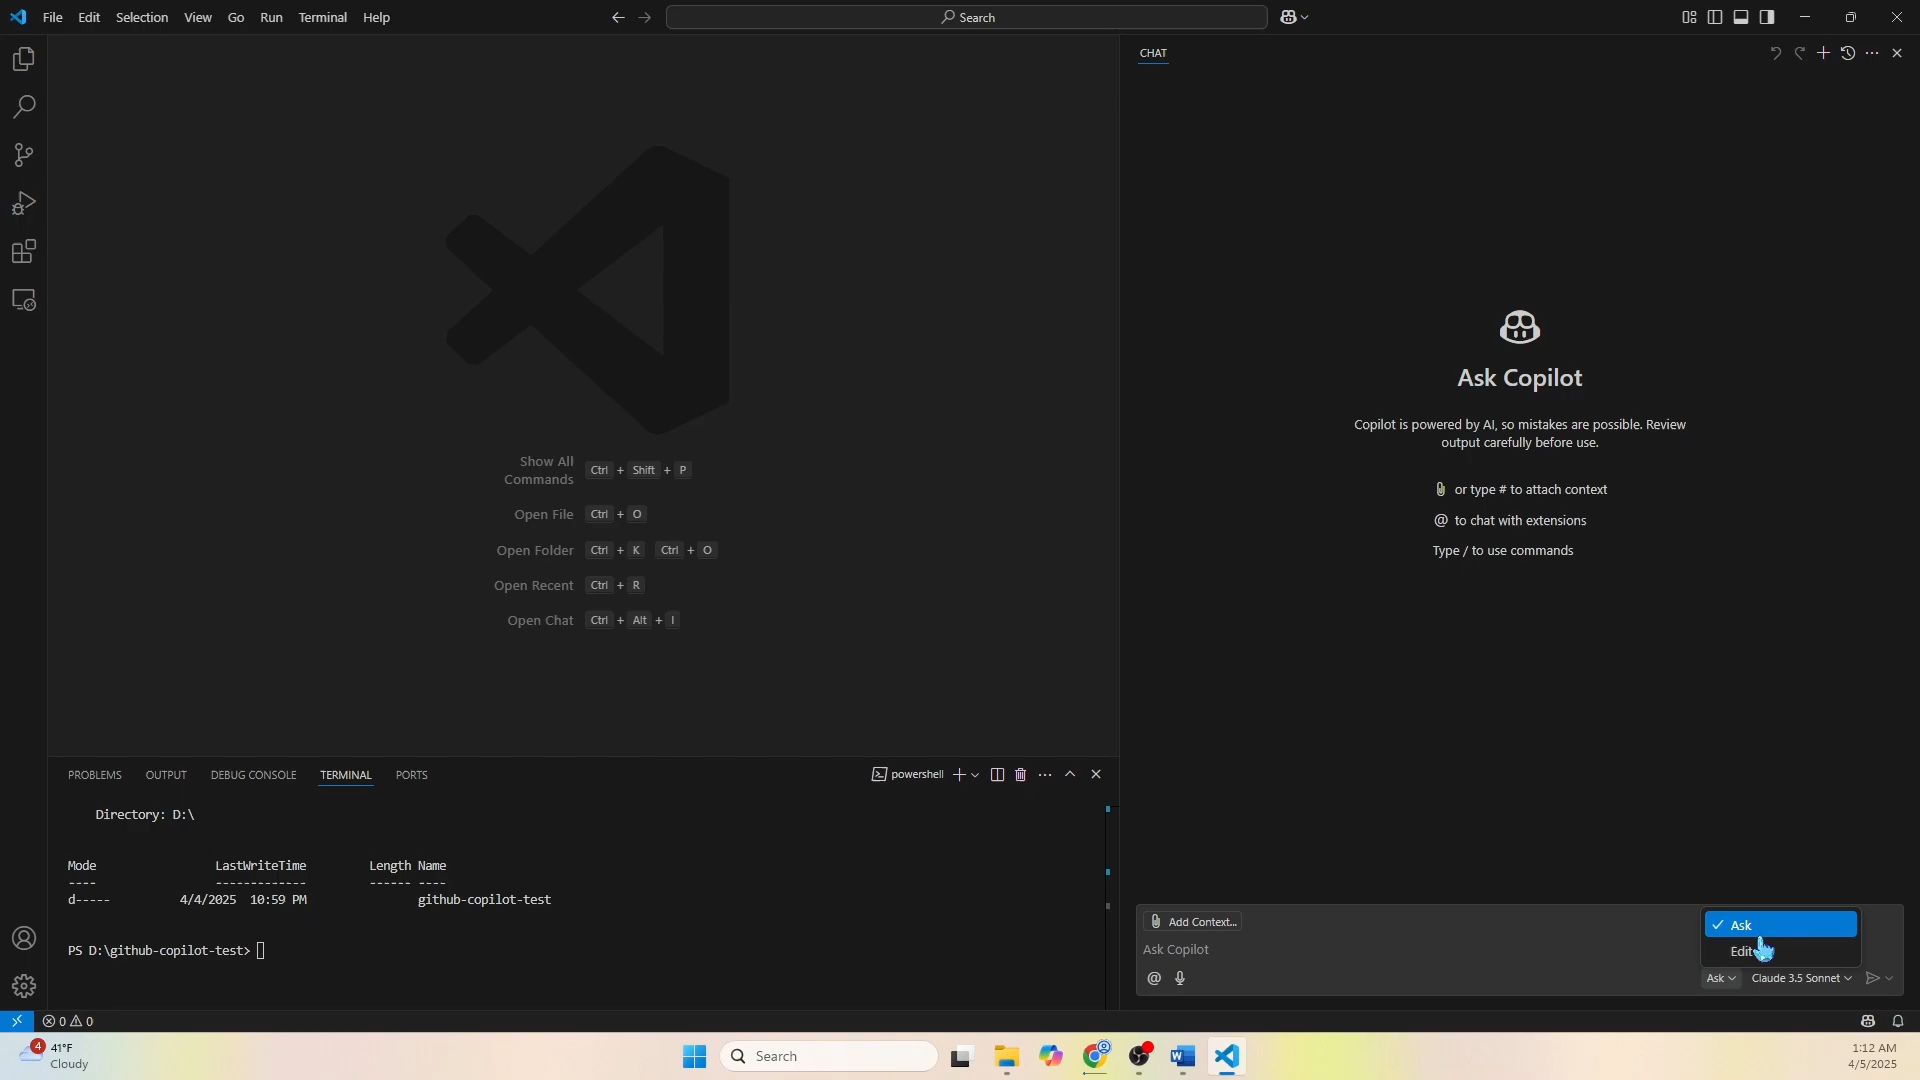 File Edit Selection View Go Run Terminal Help
Search
CHAT
Show All
Commands
Ctrl + Shift + P
Open File Ctrl + O
Open Folder Ctrl + K Ctrl + O
Open Recent Ctrl + R
Open Chat Ctrl + Alt + I
Ask Copilot
Copilot is powered by AI, so mistakes are possible. Review
output carefully before use.
or type # to attach context
@ to chat with extensions
Type / to use commands
PROBLEMS OUTPUT DEBUG CONSOLE TERMINAL PORTS
powershell
Directory: D:\
Mode LastWriteTime Length Name
---- ------------- ------ ----
d----- 4/4/2025 10:59 PM github-copilot-test
PS D:\github-copilot-test>
Add Context...
Ask Copilot
@
Ask
Edit
Ask Claude 3.5 Sonnet
0 0
4
41°F
Cloudy
Search
W
1:12 AM
4/5/2025